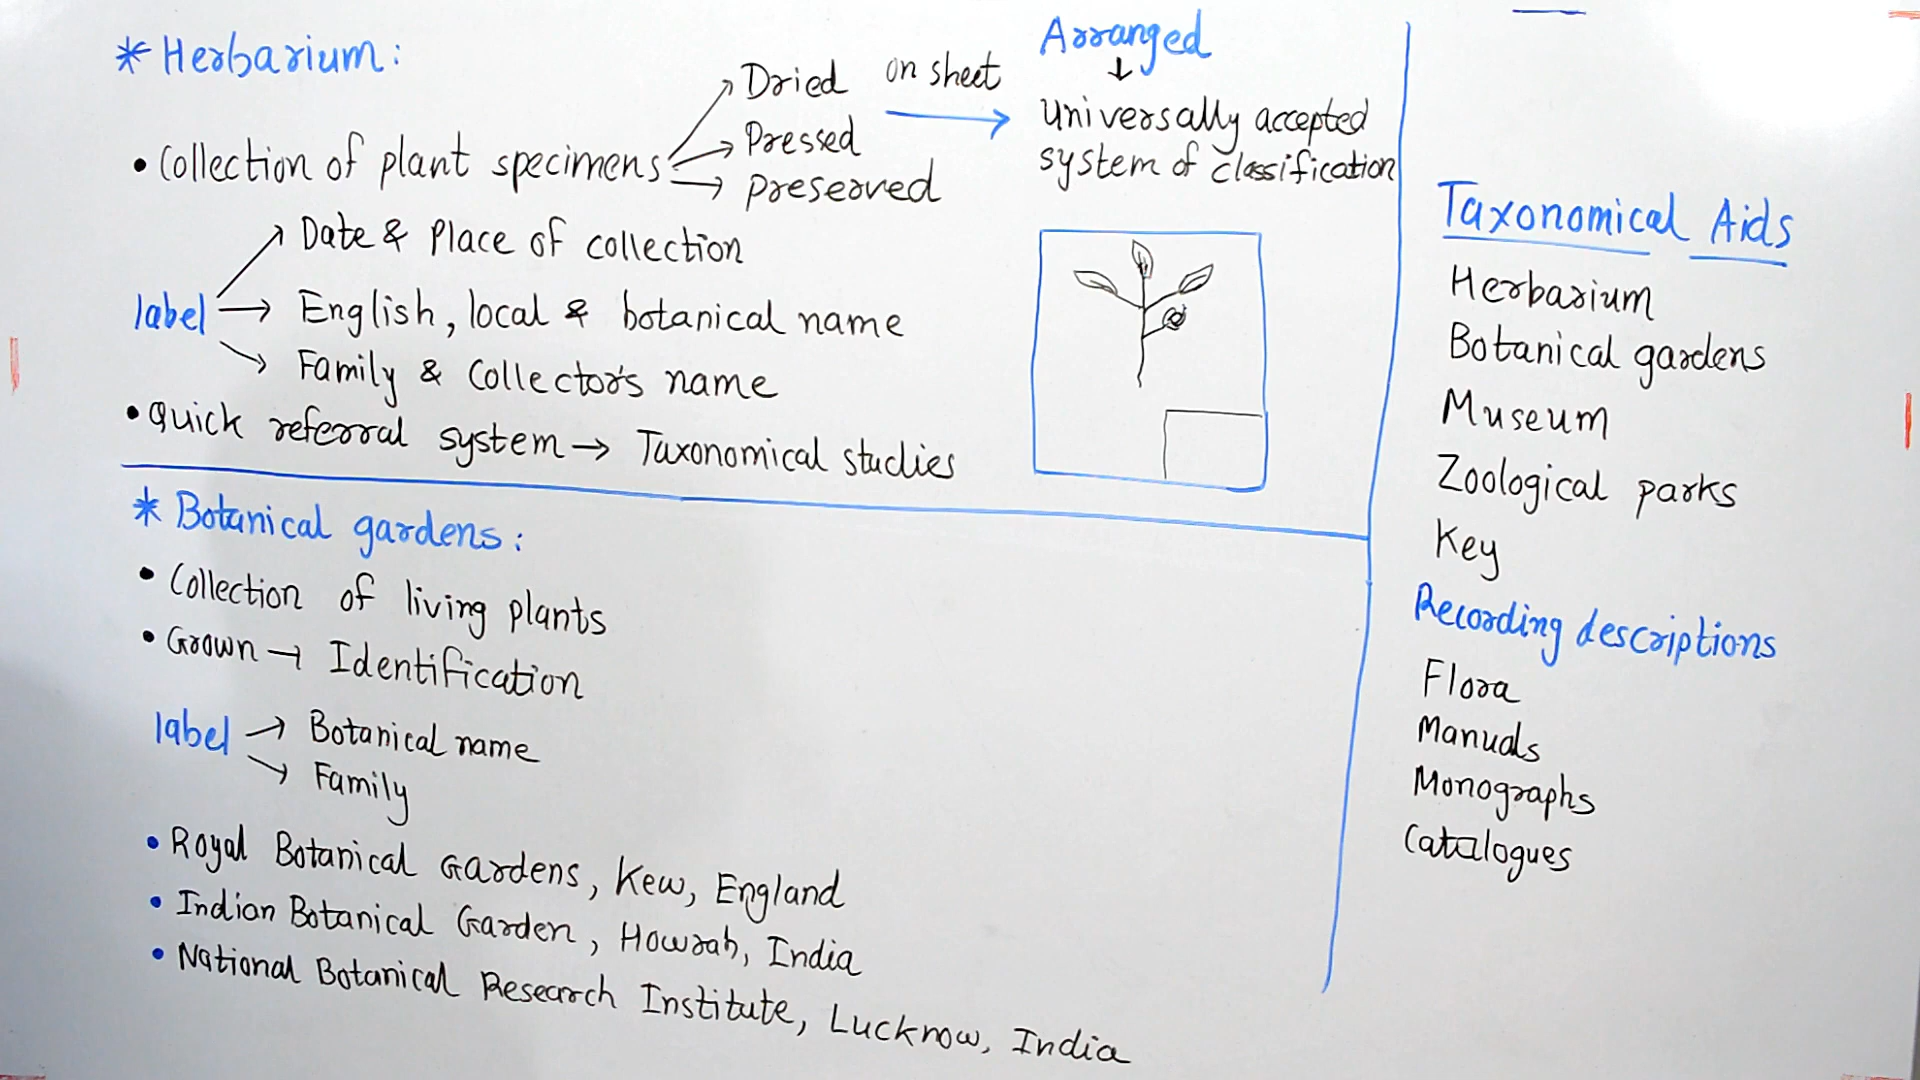 * Herbarium:
• Collection of plant specimens
Dried
Pressed
preserved
on sheet
Arranged
↓
universally accepted
system of classification
label
→ Date & Place of collection
→ English, local & botanical name
→ Family & Collector's name
• Quick referral system → Taxonomical studies
* Botanical gardens:
• Collection of living plants
• Grown → Identification
label → Botanical name
→ Family
• Royal Botanical Gardens, Kew, England
• Indian Botanical Garden, Howrah, India
• National Botanical Research Institute, Lucknow, India
Taxonomical Aids
Herbarium
Botanical gardens
Museum
Zoological parks
Key
Recording descriptions
Flora
Manuals
Monographs
Catalogues